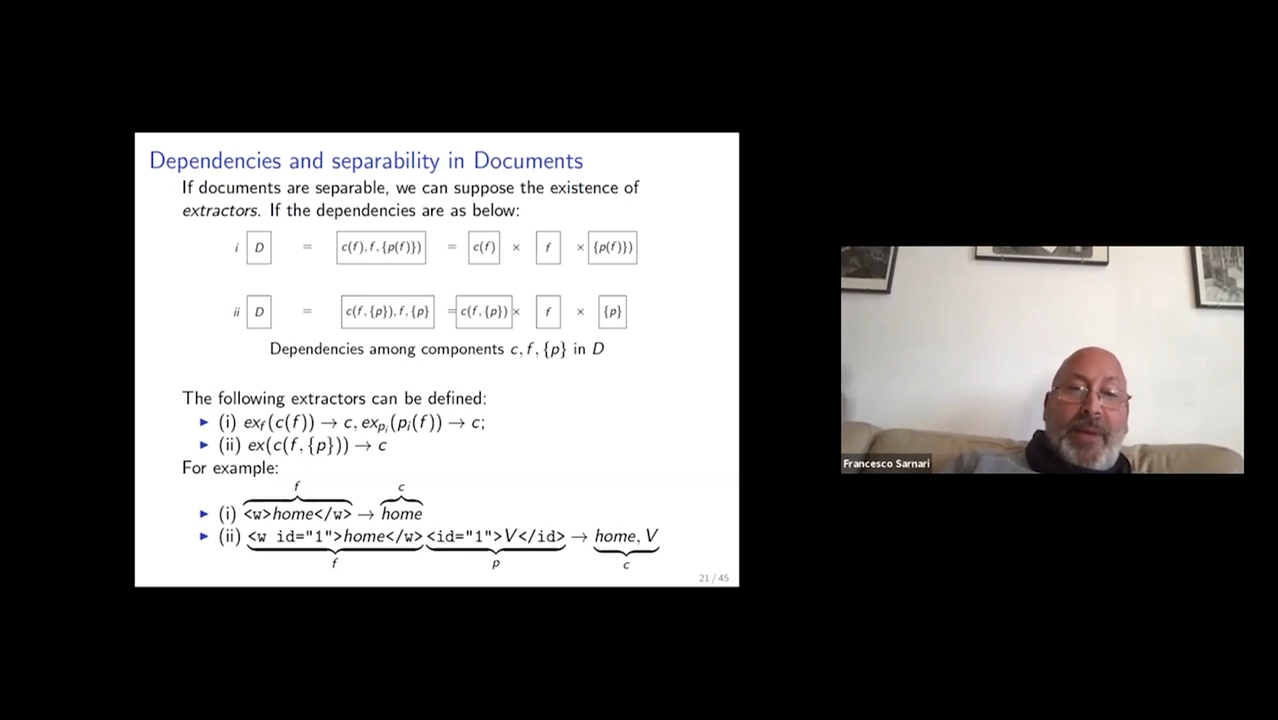 Dependencies and separability in Documents
If documents are separable, we can suppose the existence of
extractors. If the dependencies are as below:
i D = c(f), f, {p(f)}) = c(f) × f × {p(f)})
ii D = c(f, {p}), f, {p} = c(f, {p}) × f × {p}
Dependencies among components c, f, {p} in D
The following extractors can be defined:
▶ (i) ex_f(c(f)) → c, ex_{p_i}(p_i(f)) → c;
▶ (ii) ex(c(f, {p})) → c
For example:
f c
▶ (i) <w>home</w> → home
▶ (ii) <w id="1">home</w><id="1">V</id> → home, V
f p c
21 / 45
Francesco Sarnari